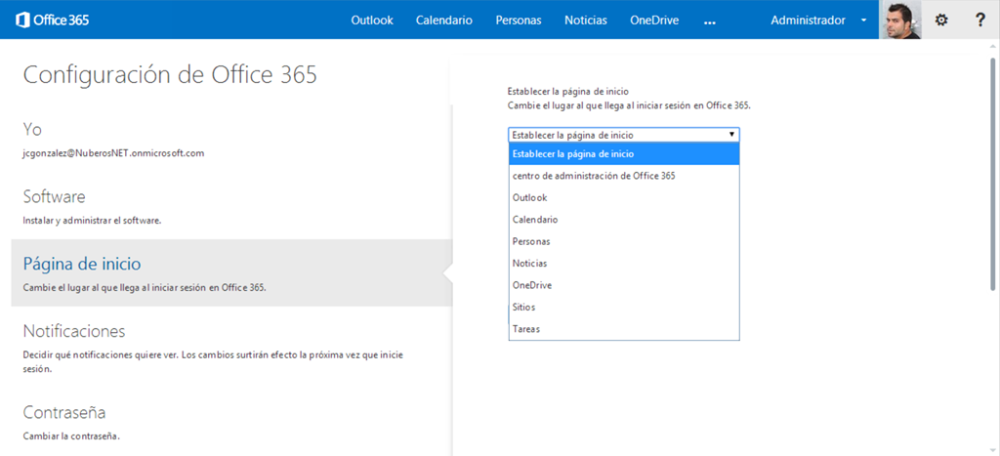 Office 365
Outlook Calendario Personas Noticias OneDrive ... Administrador ?
Configuración de Office 365
Yo
jcgonzalez@NuberosNET.onmicrosoft.com
Software
Instalar y administrar el software.
Página de inicio
Cambie el lugar al que llega al iniciar sesión en Office 365.
Notificaciones
Decidir qué notificaciones quiere ver. Los cambios surtirán efecto la próxima vez que inicie
sesión.
Contraseña
Cambiar la contraseña.
Establecer la página de inicio
Cambie el lugar al que llega al iniciar sesión en Office 365.
Establecer la página de inicio
Establecer la página de inicio
centro de administración de Office 365
Outlook
Calendario
Personas
Noticias
OneDrive
Sitios
Tareas